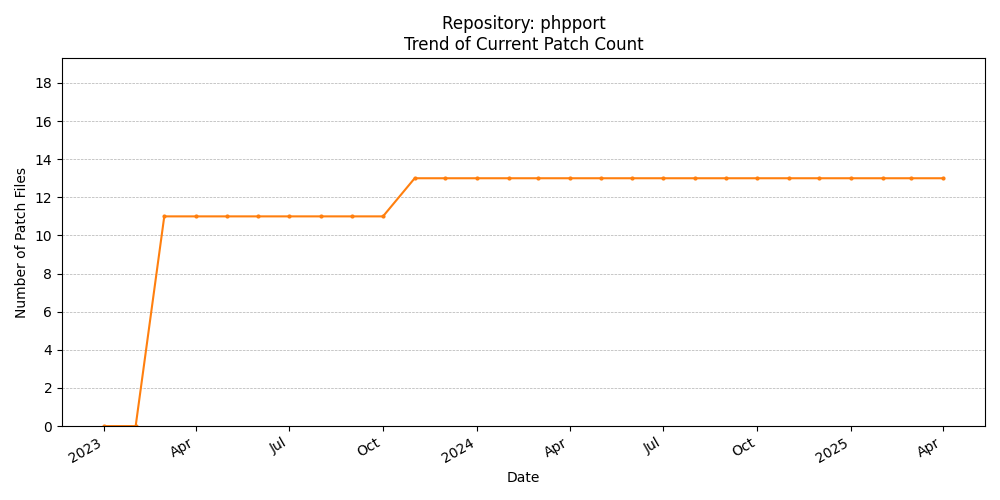 Repository: phpport
Trend of Current Patch Count
18
16
14
12
10
8
6
4
2
0
Number of Patch Files
2023
Apr
Jul
Oct
2024
Apr
Jul
Oct
2025
Apr
Date